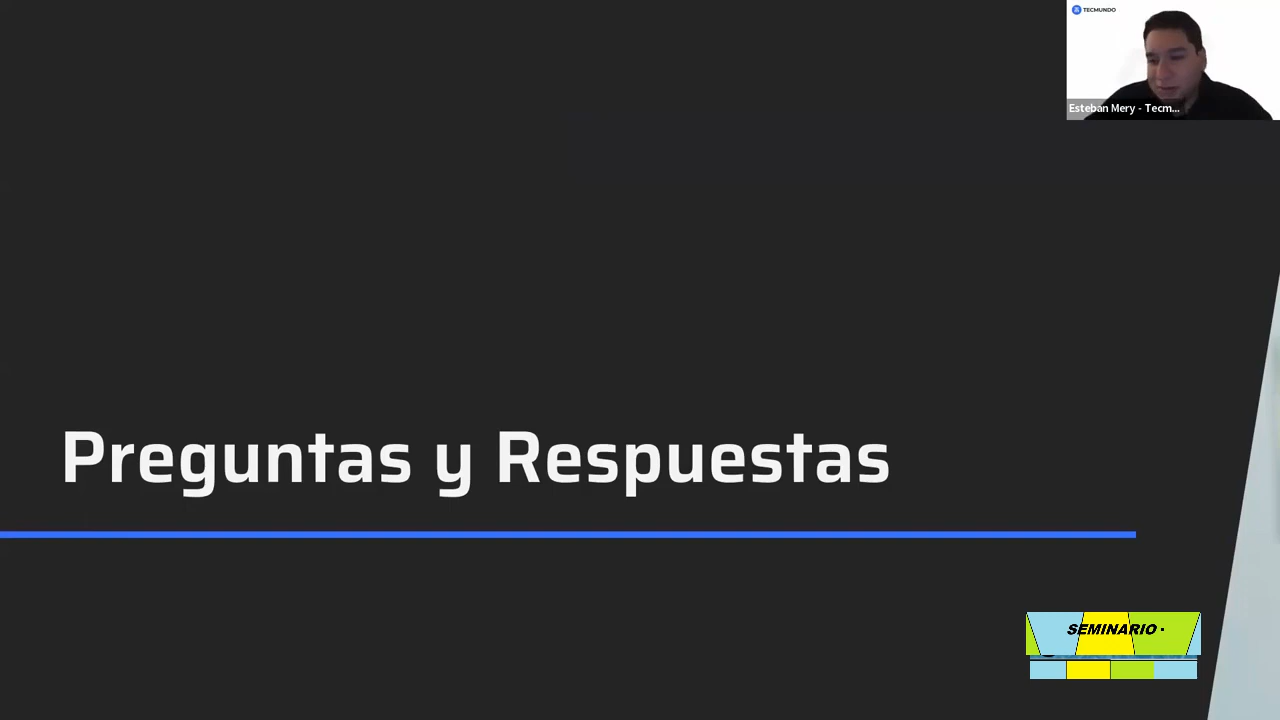 TECMUNDO
Esteban Mery - Tecm...
Preguntas y Respuestas
SEMINARIO